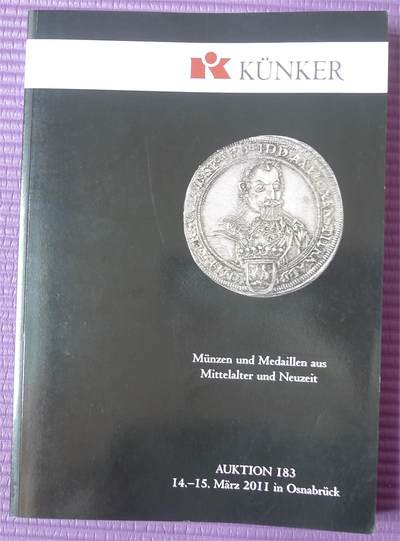 KÜNKER
Münzen und Medaillen aus
Mittelalter und Neuzeit
AUKTION 183
14.–15. März 2011 in Osnabrück